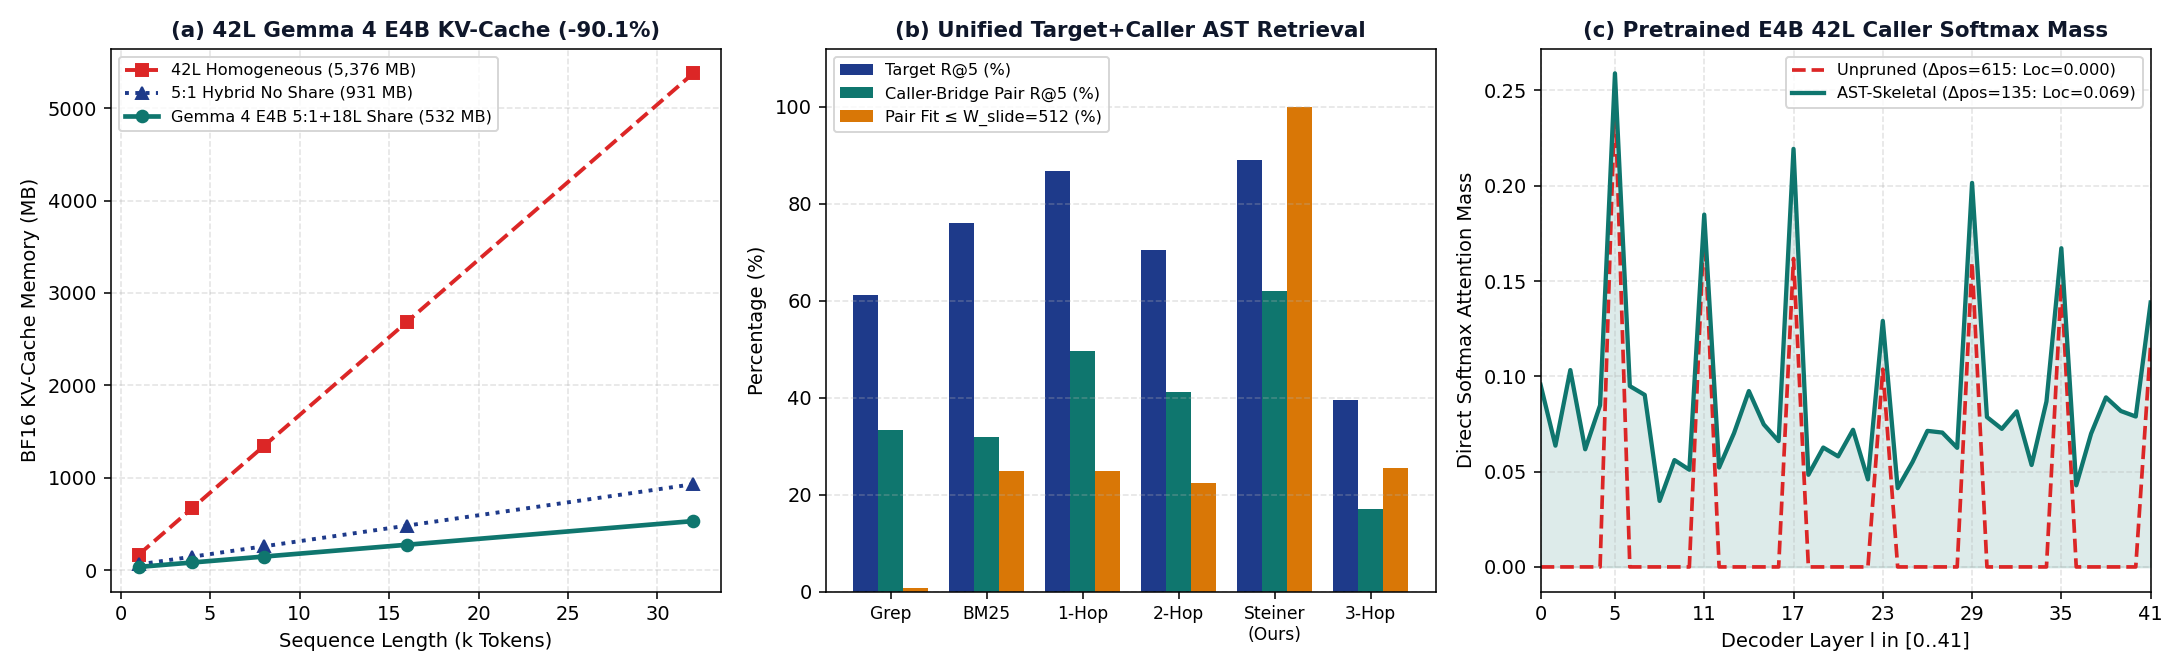 (a) 42L Gemma 4 E4B KV-Cache (-90.1%)
42L Homogeneous (5,376 MB)
5:1 Hybrid No Share (931 MB)
Gemma 4 E4B 5:1+18L Share (532 MB)
BF16 KV-Cache Memory (MB)
5000
4000
3000
2000
1000
0
0 5 10 15 20 25 30
Sequence Length (k Tokens)
(b) Unified Target+Caller AST Retrieval
Target R@5 (%)
Caller-Bridge Pair R@5 (%)
Pair Fit ≤ W_slide=512 (%)
Percentage (%)
100
80
60
40
20
0
Grep BM25 1-Hop 2-Hop Steiner 3-Hop
(Ours)
(c) Pretrained E4B 42L Caller Softmax Mass
Unpruned (Δpos=615: Loc=0.000)
AST-Skeletal (Δpos=135: Loc=0.069)
Direct Softmax Attention Mass
0.25
0.20
0.15
0.10
0.05
0.00
0 5 11 17 23 29 35 41
Decoder Layer l in [0..41]